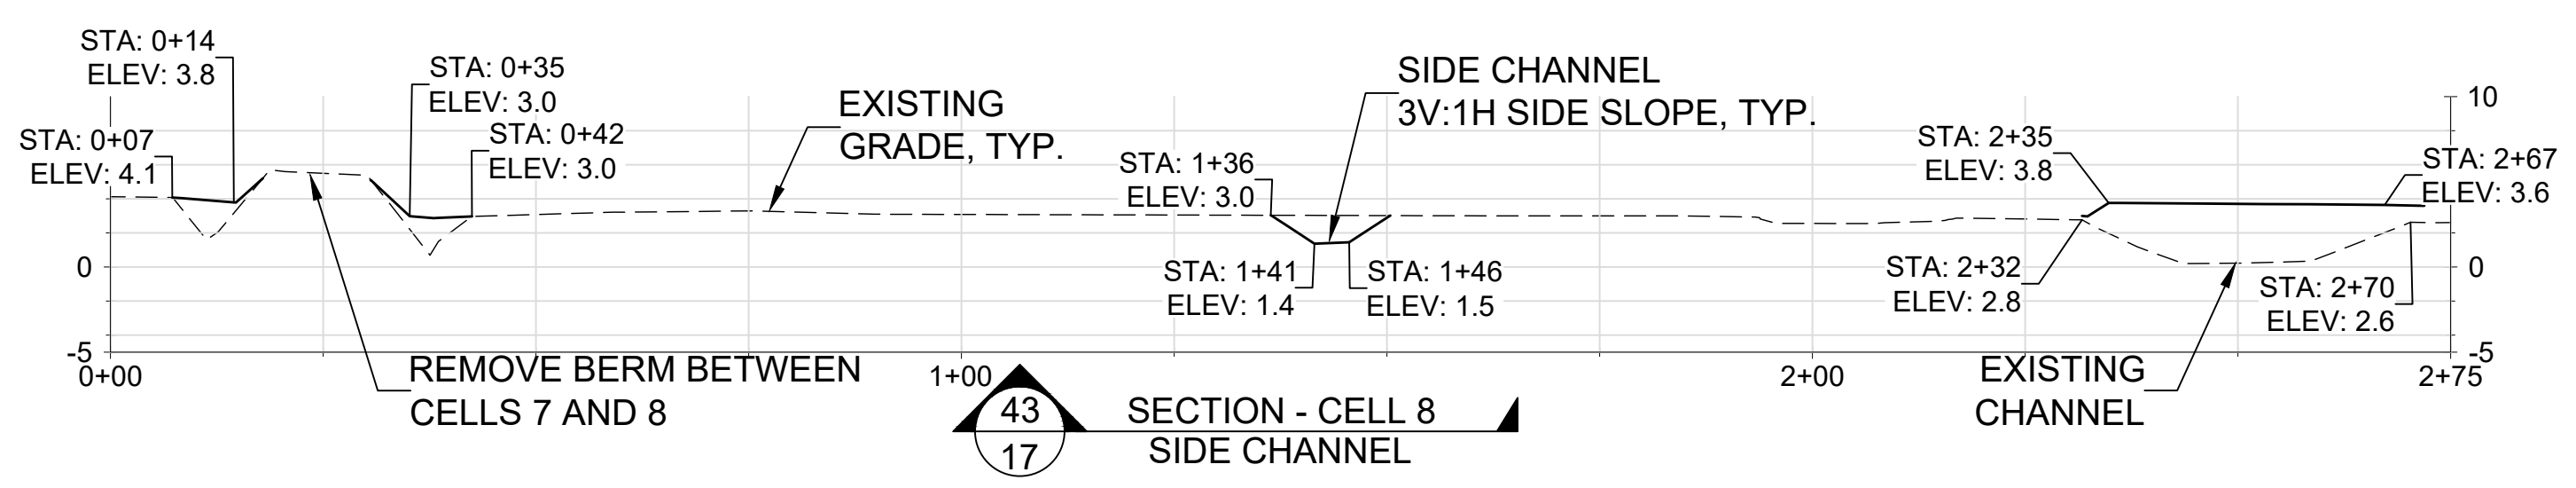 STA: 0+14
ELEV: 3.8
STA: 0+07
ELEV: 4.1
STA: 0+35
ELEV: 3.0
STA: 0+42
ELEV: 3.0
EXISTING
GRADE, TYP.
STA: 1+36
ELEV: 3.0
SIDE CHANNEL
3V:1H SIDE SLOPE, TYP.
STA: 2+35
ELEV: 3.8
10
STA: 2+67
ELEV: 3.6
0
STA: 1+41
ELEV: 1.4
STA: 1+46
ELEV: 1.5
STA: 2+32
ELEV: 2.8
STA: 2+70
ELEV: 2.6
0
-5
-5
0+00
1+00
2+00
2+75
REMOVE BERM BETWEEN
CELLS 7 AND 8
EXISTING
CHANNEL
43
17
SECTION - CELL 8
SIDE CHANNEL